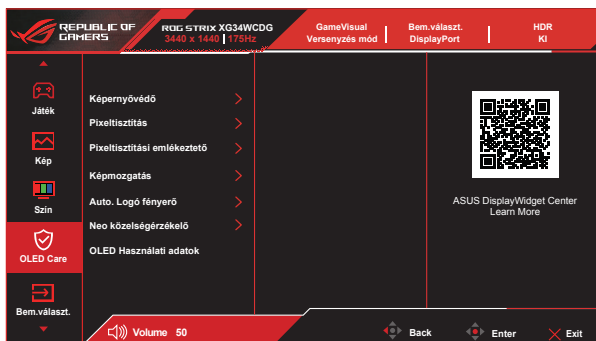 REPUBLIC OF
GAMERS
ROG STRIX XG34WCDG
3440 x 1440 175Hz
GameVisual
Versenyzés mód
Bem.választ.
DisplayPort
HDR
KI
Játék
Kép
Szín
OLED Care
Bem.választ.
Képernyővédő
Pixeltisztítás
Pixeltisztítási emlékeztető
Képmozgatás
Auto. Logó fényerő
Neo közelségérzékelő
OLED Használati adatok
ASUS DisplayWidget Center
Learn More
Volume 50
Back
Enter
Exit